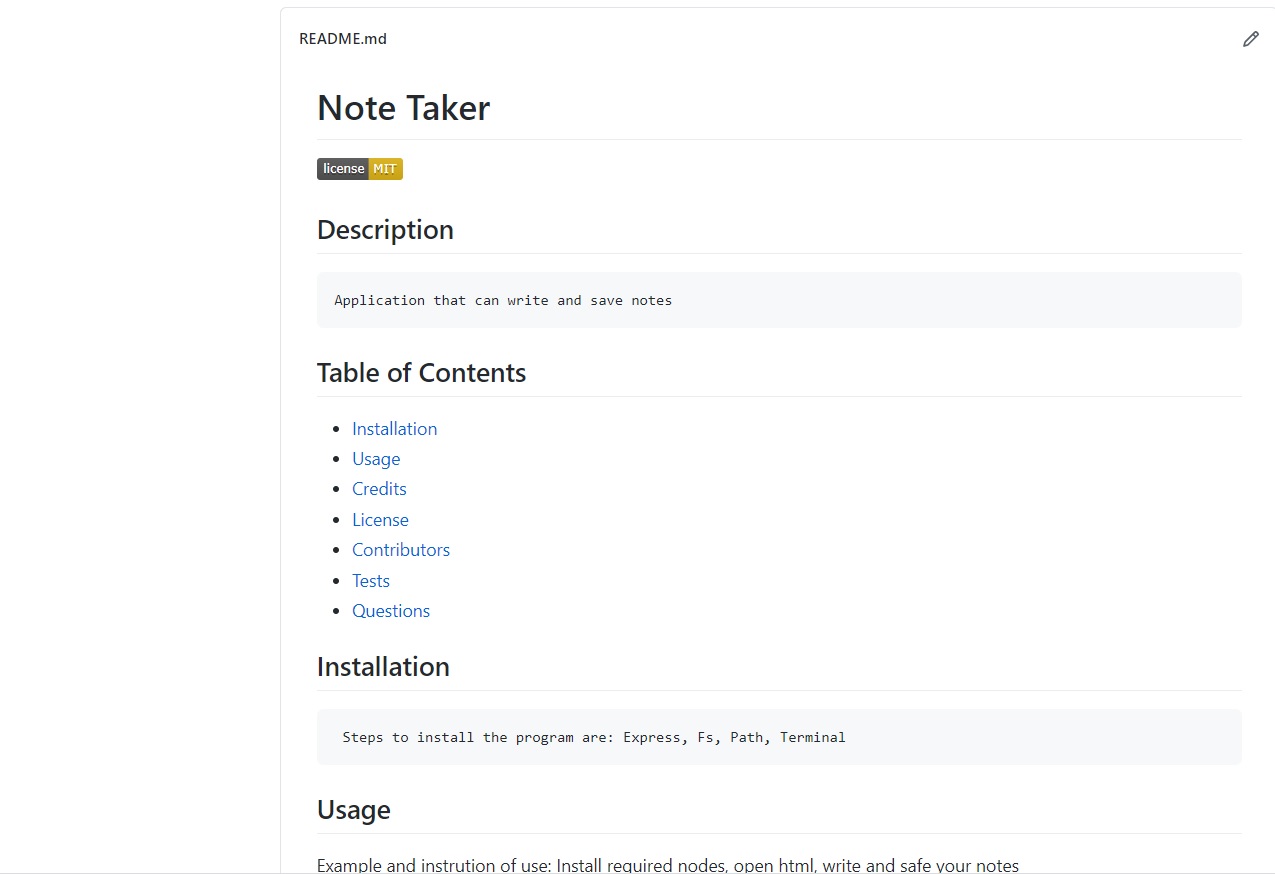 README.md
Note Taker
license MIT
Description
Application that can write and save notes
Table of Contents
Installation
Usage
Credits
License
Contributors
Tests
Questions
Installation
Steps to install the program are: Express, Fs, Path, Terminal
Usage
Example and instrution of use: Install required nodes, open html, write and safe your notes